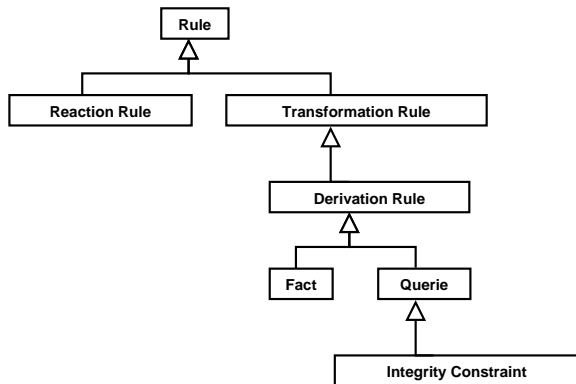 Rule
Reaction Rule
Transformation Rule
Derivation Rule
Fact
Querie
Integrity Constraint